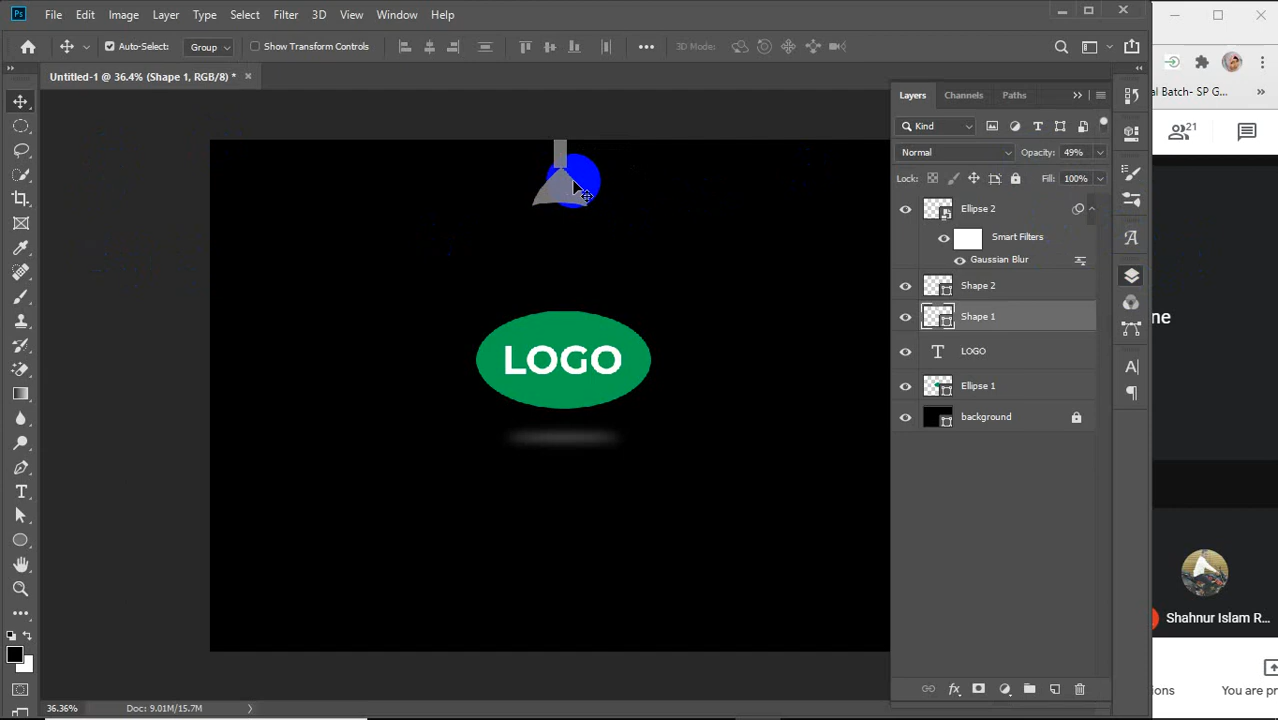 Ps File Edit Image Layer Type Select Filter 3D View Window Help
Auto-Select: Group Show Transform Controls 3D Mode:
Untitled-1 @ 36.4% (Shape 1, RGB/8) *
Layers Channels Paths
al Batch- SP G...
Kind
21
Normal Opacity: 49%
Lock: Fill: 100%
Ellipse 2
Smart Filters
Gaussian Blur
Shape 2
Shape 1
ne
LOGO
LOGO
Ellipse 1
background
Shahnur Islam R...
ions You are pr
36.36% Doc: 9.01M/15.7M